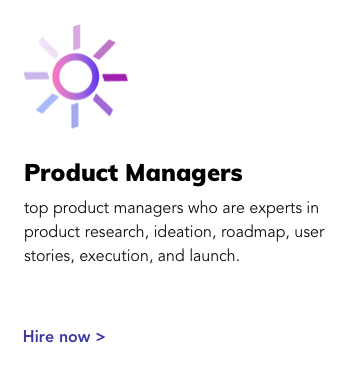 Product Managers
top product managers who are experts in
product research, ideation, roadmap, user
stories, execution, and launch.
Hire now >